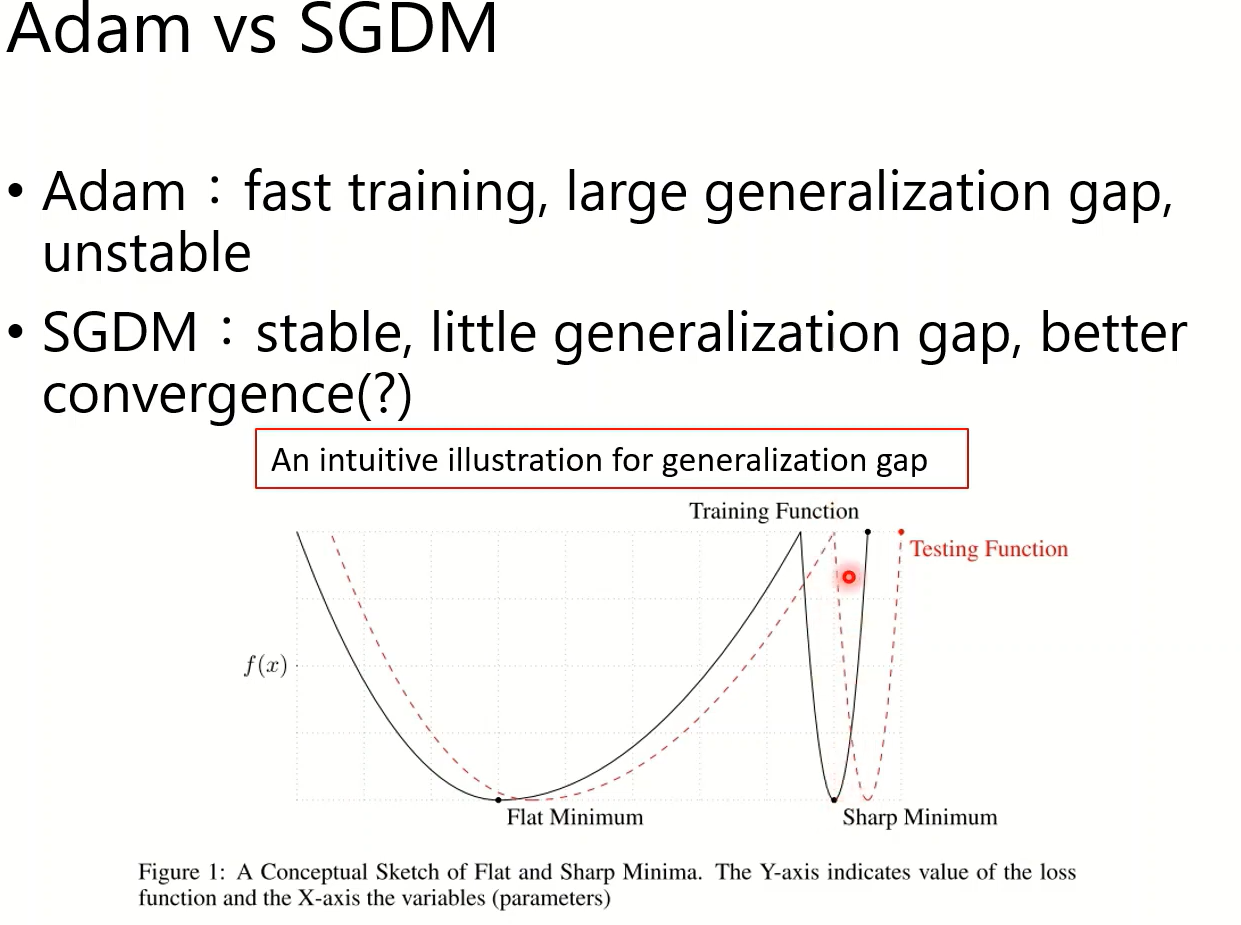 Adam vs SGDM
• Adam：fast training, large generalization gap,
unstable
• SGDM：stable, little generalization gap, better
convergence(?)
An intuitive illustration for generalization gap
Training Function
Testing Function
f(x)
Flat Minimum
Sharp Minimum
Figure 1: A Conceptual Sketch of Flat and Sharp Minima. The Y-axis indicates value of the loss
function and the X-axis the variables (parameters)